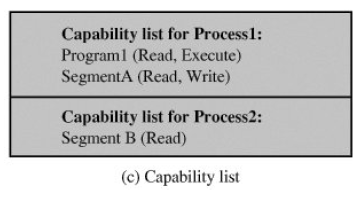 Capability list for Process1:
Program1 (Read, Execute)
SegmentA (Read, Write)
Capability list for Process2:
Segment B (Read)
(c) Capability list